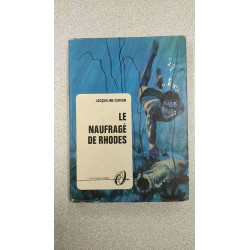 JACQUELINE CERVON
LE
NAUFRAGÉ
DE RHODES